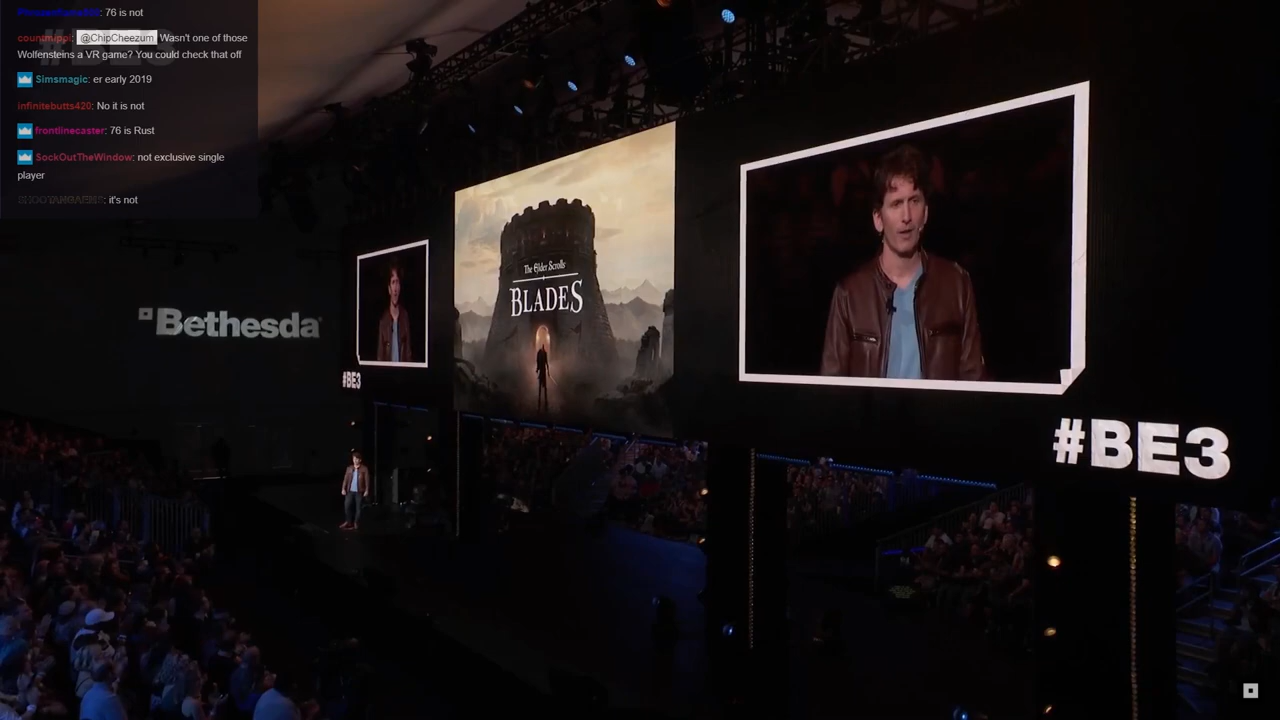 : 76 is not
countmippi: @ChipCheezum Wasn't one of those
Wolfensteins a VR game? You could check that off
Simsmagic: er early 2019
infinitebutts420: No it is not
frontlinecaster: 76 is Rust
SockOutTheWindow: not exclusive single
player
: it's not
The Elder Scrolls
BLADES
Bethesda
#BE3
#BE3